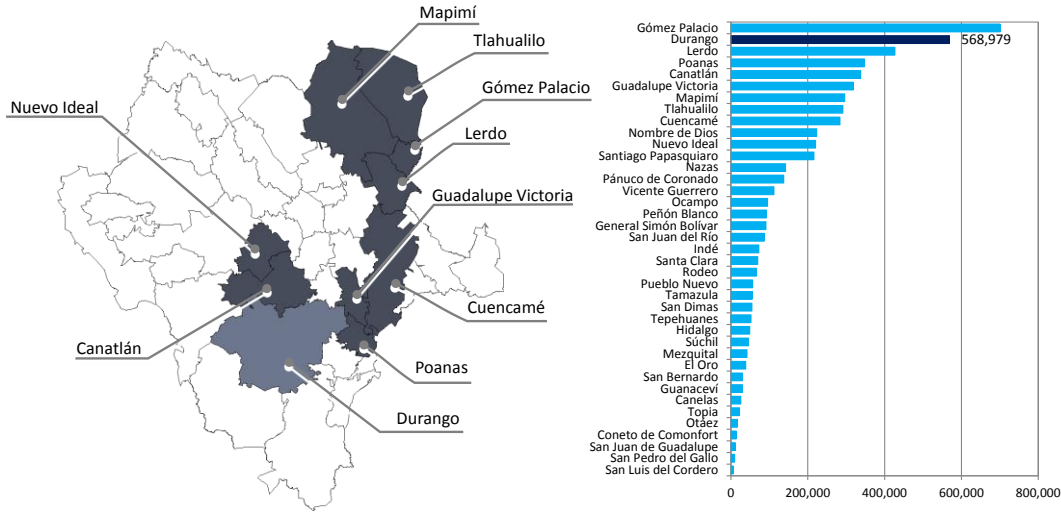 Mapimí
Tlahualilo
Gómez Palacio
Nuevo Ideal
Lerdo
Guadalupe Victoria
Cuencamé
Canatlán
Poanas
Durango
Gómez Palacio
Durango
568,979
Lerdo
Poanas
Canatlán
Guadalupe Victoria
Mapimí
Tlahualilo
Cuencamé
Nombre de Dios
Nuevo Ideal
Santiago Papasquiaro
Nazas
Pánuco de Coronado
Vicente Guerrero
Ocampo
Peñón Blanco
General Simón Bolívar
San Juan del Río
Indé
Santa Clara
Rodeo
Pueblo Nuevo
Tamazula
San Dimas
Tepehuanes
Hidalgo
Súchil
Mezquital
El Oro
San Bernardo
Guanaceví
Canelas
Topia
Otáez
Coneto de Comonfort
San Juan de Guadalupe
San Pedro del Gallo
San Luis del Cordero
0 200,000 400,000 600,000 800,000